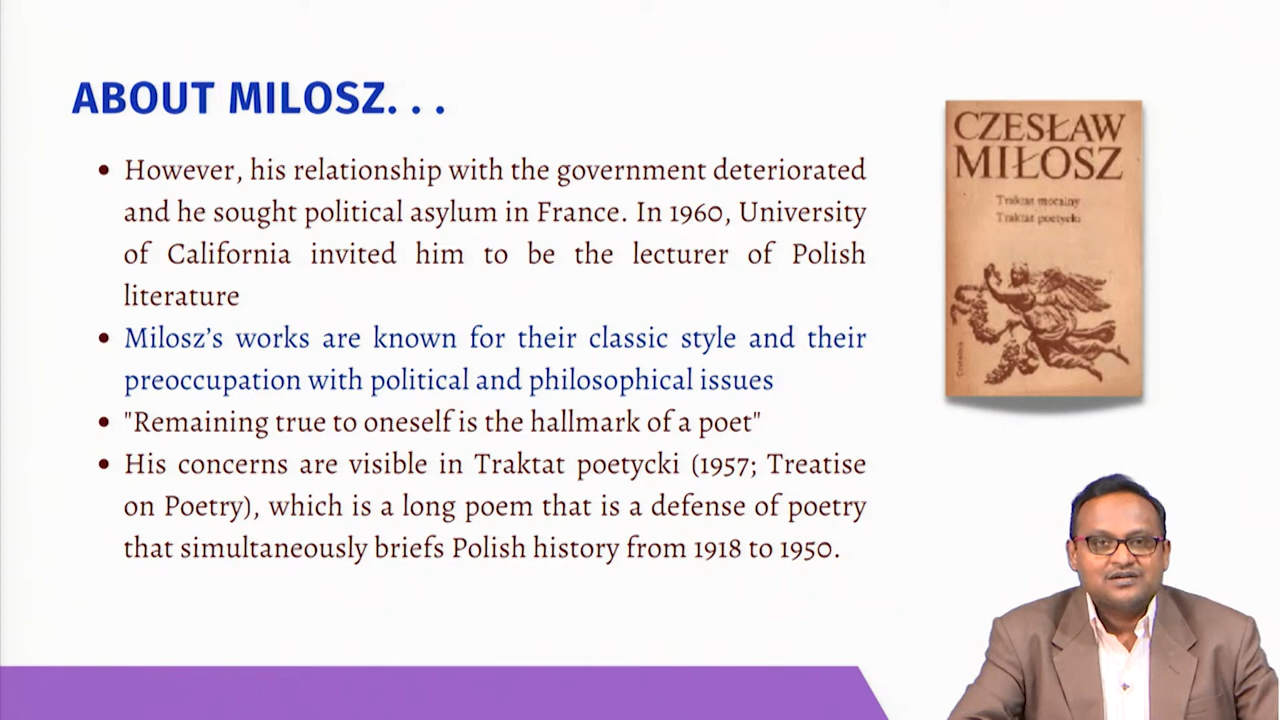 ABOUT MILOSZ. . .
• However, his relationship with the government deteriorated
and he sought political asylum in France. In 1960, University
of California invited him to be the lecturer of Polish
literature
• Milosz’s works are known for their classic style and their
preoccupation with political and philosophical issues
• "Remaining true to oneself is the hallmark of a poet"
• His concerns are visible in Traktat poetycki (1957; Treatise
on Poetry), which is a long poem that is a defense of poetry
that simultaneously briefs Polish history from 1918 to 1950.
CZESŁAW
MIŁOSZ
Traktat moralny
Traktat poetycki
Czytelnik